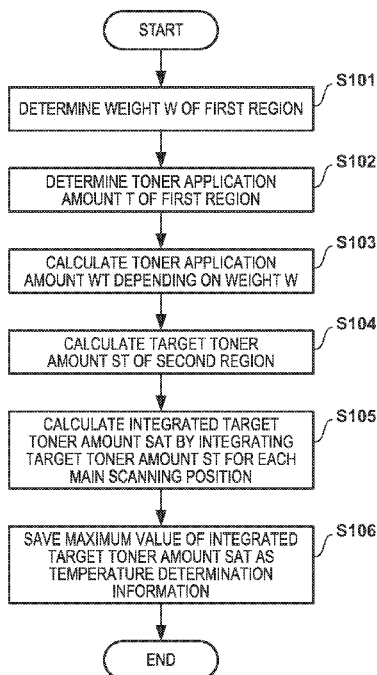 START
S101
DETERMINE WEIGHT W OF FIRST REGION
S102
DETERMINE TONER APPLICATION
AMOUNT T OF FIRST REGION
S103
CALCULATE TONER APPLICATION
AMOUNT WT DEPENDING ON WEIGHT W
S104
CALCULATE TARGET TONER
AMOUNT ST OF SECOND REGION
S105
CALCULATE INTEGRATED TARGET
TONER AMOUNT SAT BY INTEGRATING
TARGET TONER AMOUNT ST FOR EACH
MAIN SCANNING POSITION
S106
SAVE MAXIMUM VALUE OF INTEGRATED
TARGET TONER AMOUNT SAT AS
TEMPERATURE DETERMINATION
INFORMATION
END